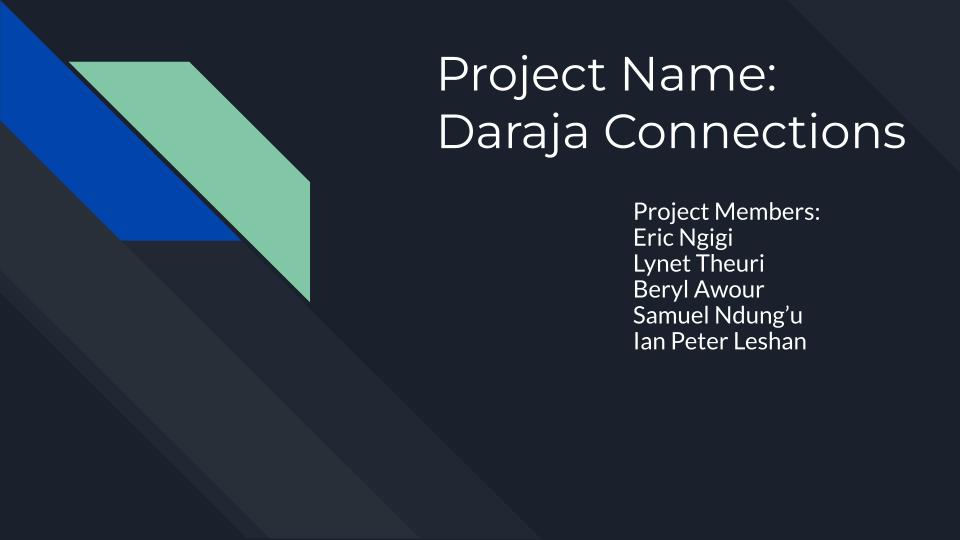 Project Name:
Daraja Connections
Project Members:
Eric Ngigi
Lynet Theuri
Beryl Awour
Samuel Ndung’u
Ian Peter Leshan